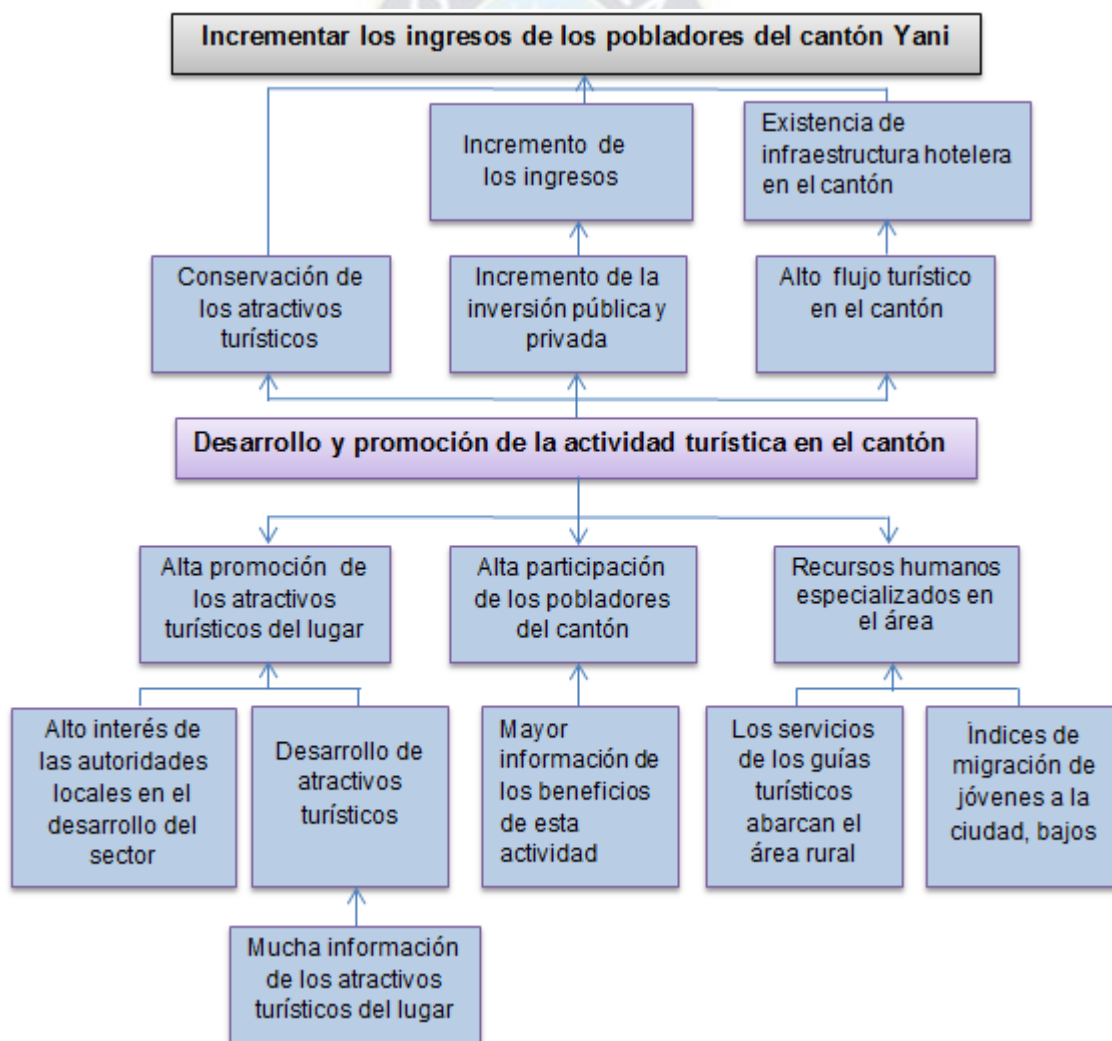 Incrementar los ingresos de los pobladores del cantón Yani
Incremento de
los ingresos
Existencia de
infraestructura hotelera
en el cantón
Conservación de
los atractivos
turísticos
Incremento de la
inversión pública y
privada
Alto flujo turístico
en el cantón
Desarrollo y promoción de la actividad turística en el cantón
Alta promoción de
los atractivos
turísticos del lugar
Alta participación
de los pobladores
del cantón
Recursos humanos
especializados en
el área
Alto interés de
las autoridades
locales en el
desarrollo del
sector
Desarrollo de
atractivos
turísticos
Mayor
información de
los beneficios
de esta
actividad
Los servicios
de los guías
turísticos
abarcan el
área rural
Índices de
migración de
jóvenes a la
ciudad, bajos
Mucha información
de los atractivos
turísticos del lugar